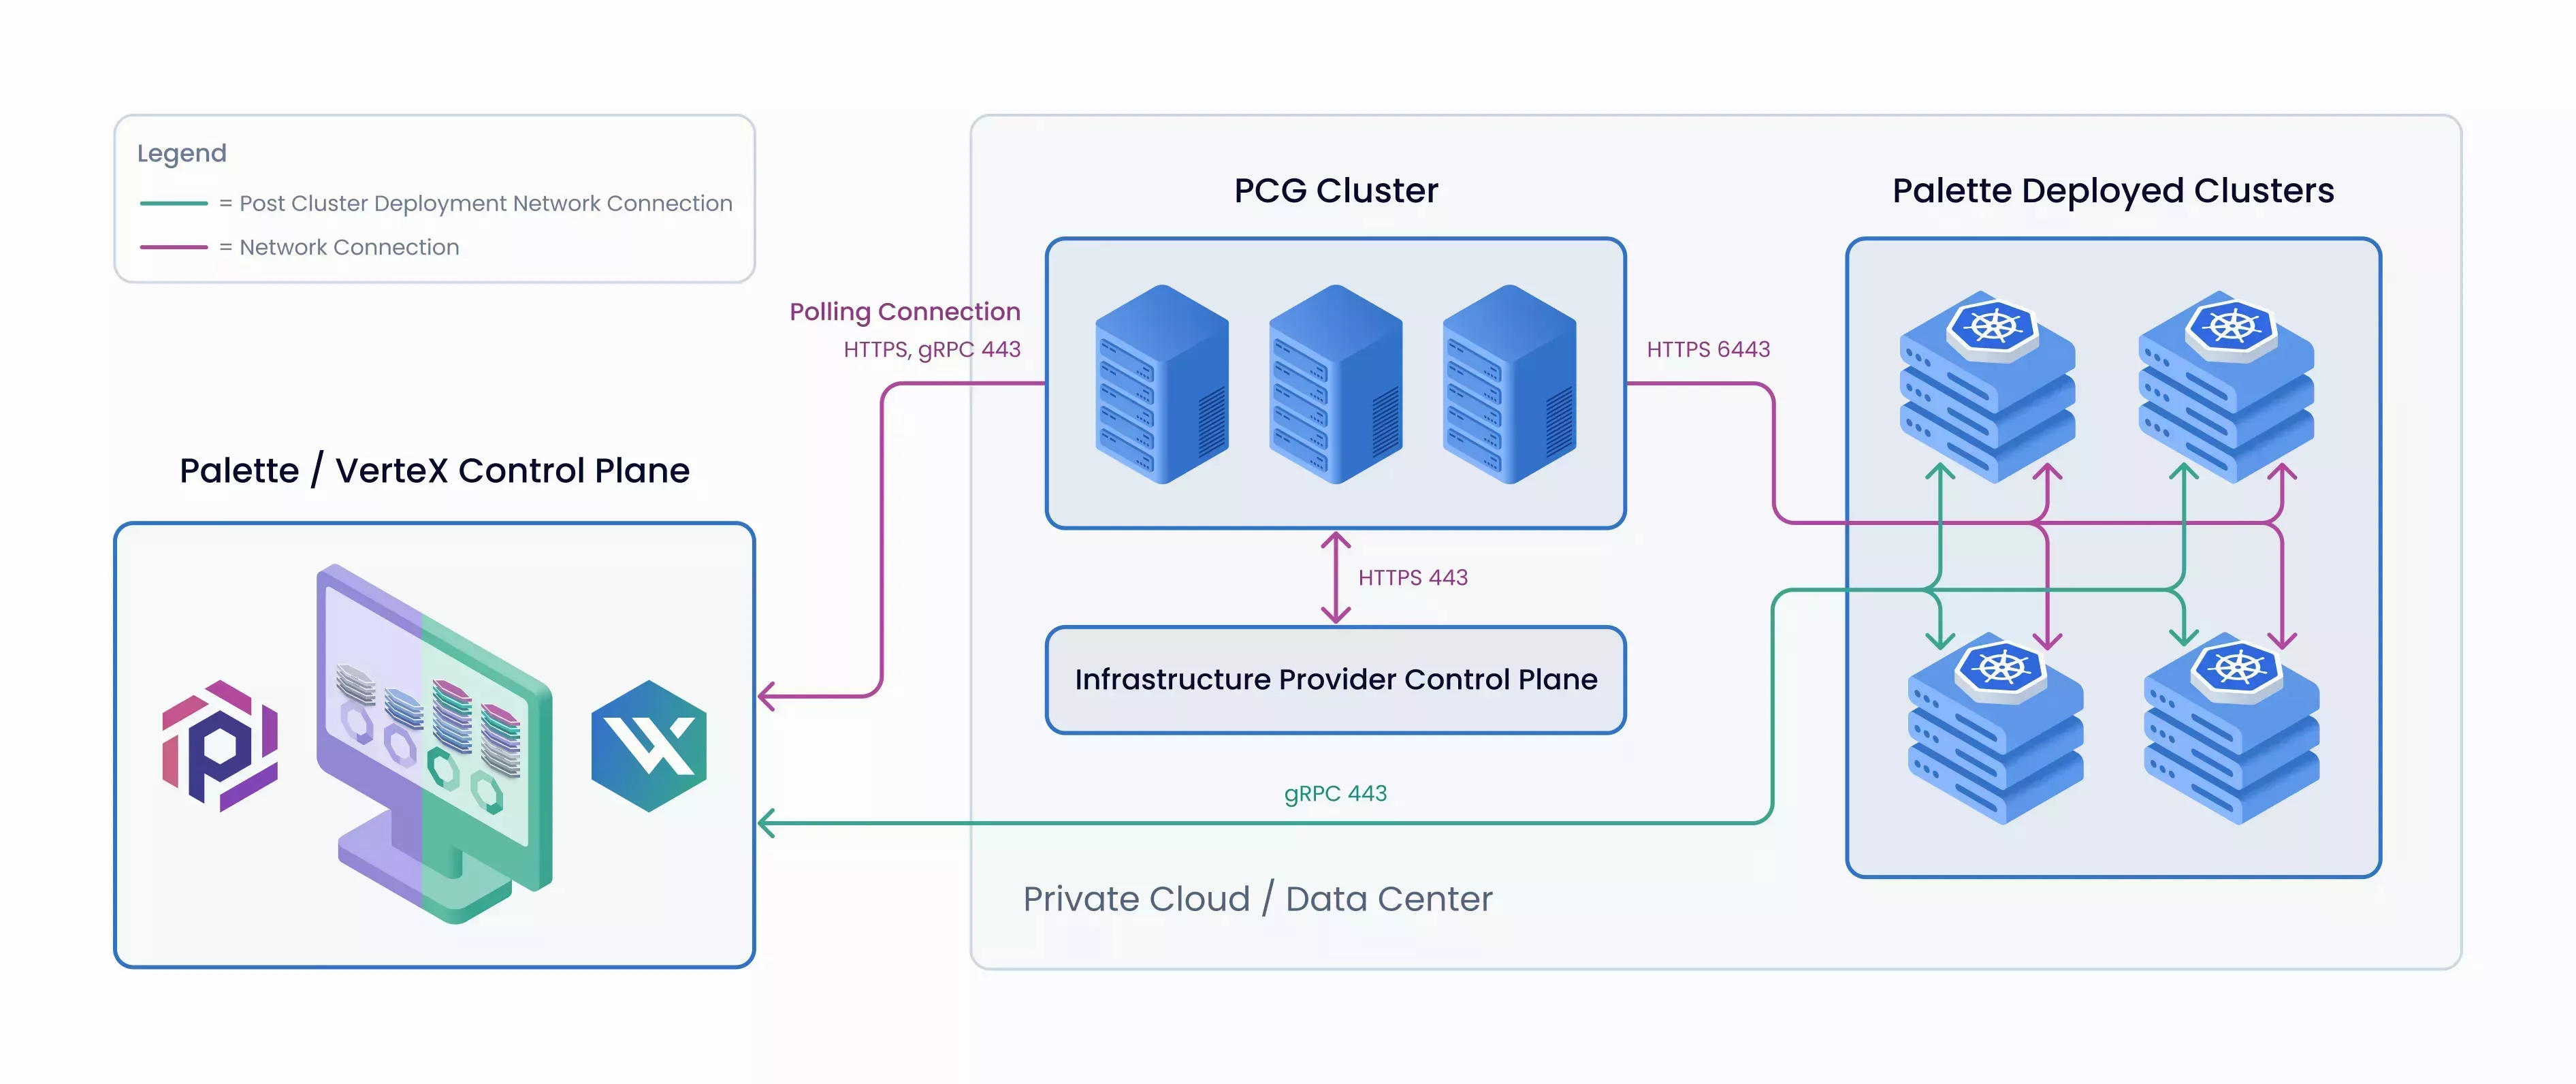 Legend
= Post Cluster Deployment Network Connection
= Network Connection
Polling Connection
HTTPS, gRPC 443
Palette / VerteX Control Plane
PCG Cluster
HTTPS 6443
Palette Deployed Clusters
HTTPS 443
Infrastructure Provider Control Plane
gRPC 443
Private Cloud / Data Center